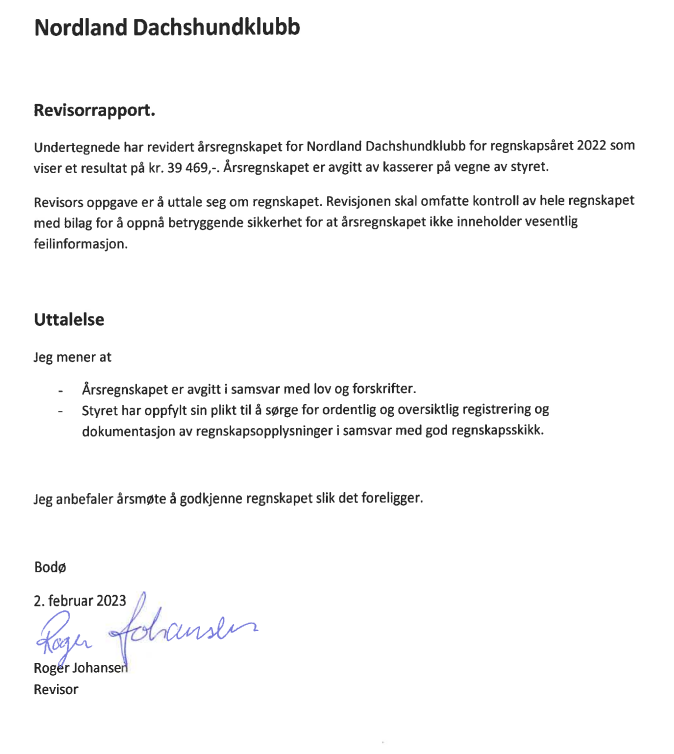 Nordland Dachshundklubb
Revisorrapport.
Undertegnede har revidert årsregnskapet for Nordland Dachshundklubb for regnskapsåret 2022 som
viser et resultat på kr. 39 469,-. Årsregnskapet er avgitt av kasserer på vegne av styret.
Revisors oppgave er å uttale seg om regnskapet. Revisjonen skal omfatte kontroll av hele regnskapet
med bilag for å oppnå betryggende sikkerhet for at årsregnskapet ikke inneholder vesentlig
feilinformasjon.
Uttalelse
Jeg mener at
- Årsregnskapet er avgitt i samsvar med lov og forskrifter.
- Styret har oppfylt sin plikt til å sørge for ordentlig og oversiktlig registrering og
dokumentasjon av regnskapsopplysninger i samsvar med god regnskapsskikk.
Jeg anbefaler årsmøte å godkjenne regnskapet slik det foreligger.
Bodø
2. februar 2023
Roger Johansen
Roger Johansen
Revisor